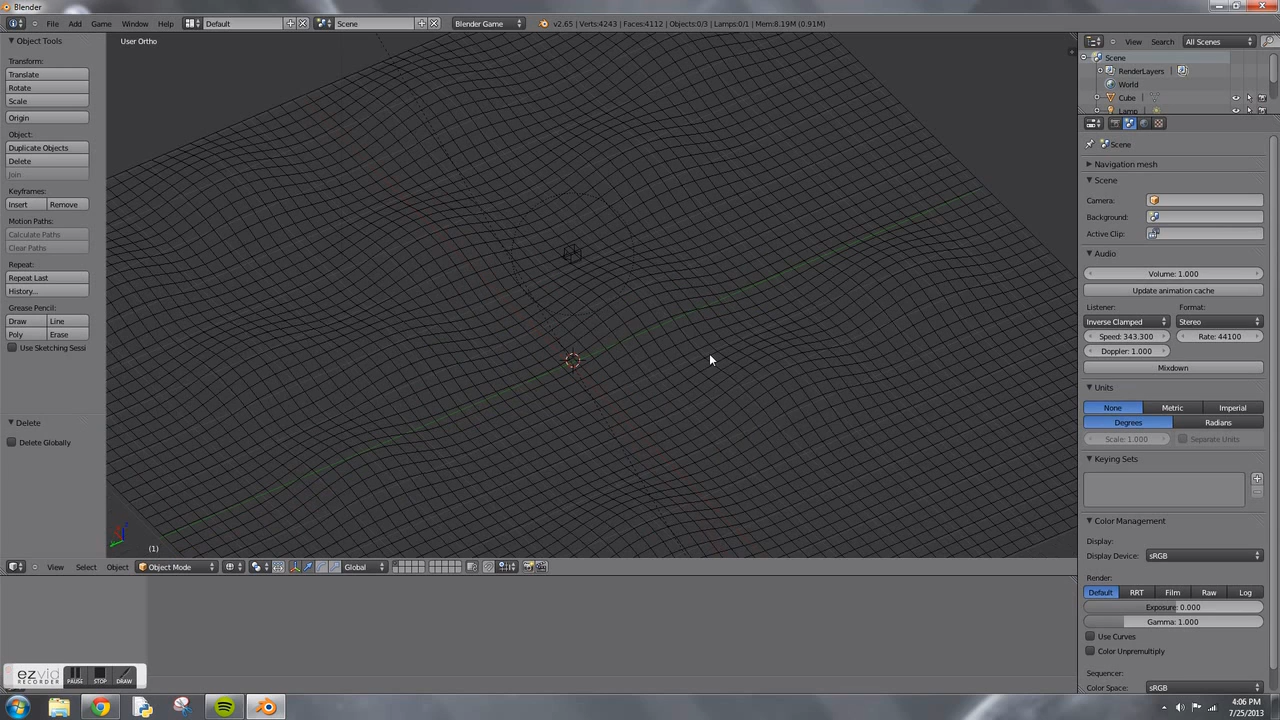 Blender
File Add Game Window Help Default Scene Blender Game v2.65 | Verts:4243 | Faces:4112 | Objects:0/3 | Lamps:0/1 | Mem:8.19M (0.91M)
Object Tools
Transform:
Translate
Rotate
Scale
Origin
Object:
Duplicate Objects
Delete
Join
Keyframes:
Insert Remove
Motion Paths:
Calculate Paths
Clear Paths
Repeat:
Repeat Last
History...
Grease Pencil:
Draw Line
Poly Erase
Use Sketching Sessi
Delete
Delete Globally
User Ortho
(1)
View Select Object Object Mode Global
View Search All Scenes
Scene
RenderLayers |
World
Cube
Lamp
Scene
Navigation mesh
Scene
Camera:
Background:
Active Clip:
Audio
Volume: 1.000
Update animation cache
Listener: Format:
Inverse Clamped Stereo
Speed: 343.300 Rate: 44100
Doppler: 1.000
Mixdown
Units
None Metric Imperial
Degrees Radians
Scale: 1.000 Separate Units
Keying Sets
Color Management
Display:
Display Device: sRGB
Render:
Default RRT Film Raw Log
Exposure: 0.000
Gamma: 1.000
Use Curves
Color Unpremultiply
Sequencer:
Color Space: sRGB
ezvid
RECORDER
PAUSE STOP DRAW
4:06 PM
7/25/2013